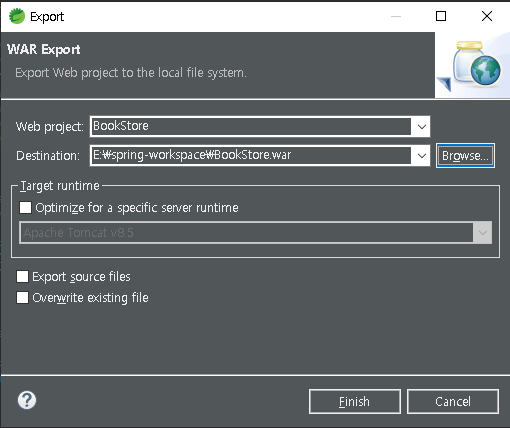 Export
WAR Export
Export Web project to the local file system.
Web project: BookStore
Destination: E:₩spring-workspace₩BookStore.war Browse...
Target runtime
Optimize for a specific server runtime
Apache Tomcat v8.5
Export source files
Overwrite existing file
Finish Cancel